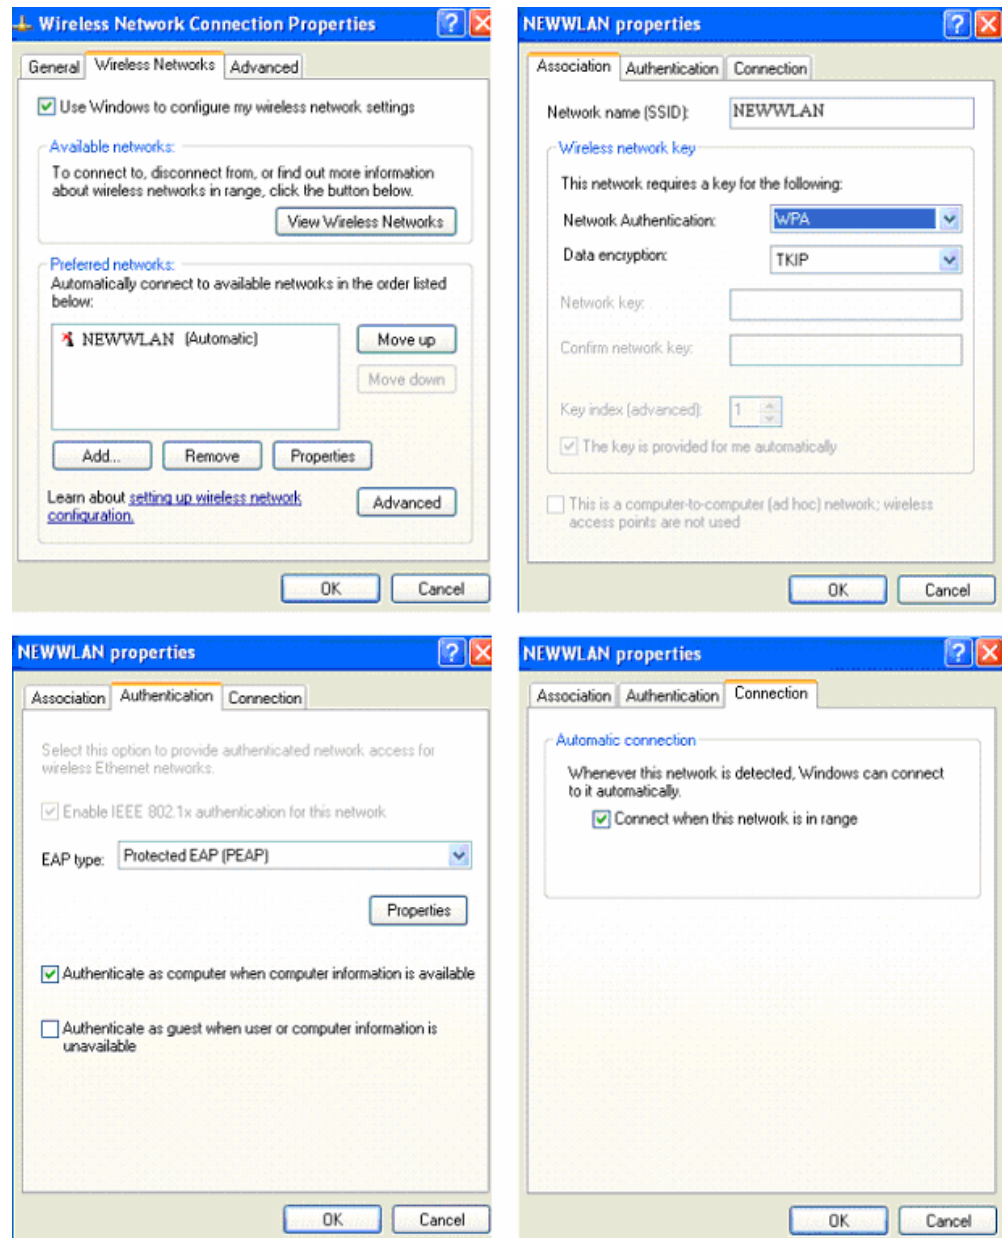 Wireless Network Connection Properties
General Wireless Networks Advanced
Use Windows to configure my wireless network settings
Available networks:
To connect to, disconnect from, or find out more information
about wireless networks in range, click the button below.
View Wireless Networks
Preferred networks:
Automatically connect to available networks in the order listed
below:
NEWWLAN (Automatic)
Move up
Move down
Add... Remove Properties
Learn about setting up wireless network
configuration.
Advanced
OK Cancel
NEWWLAN properties
Association Authentication Connection
Network name (SSID): NEWWLAN
Wireless network key
This network requires a key for the following:
Network Authentication: WPA
Data encryption: TKIP
Network key:
Confirm network key:
Key index (advanced): 1
The key is provided for me automatically
This is a computer-to-computer (ad hoc) network; wireless
access points are not used
OK Cancel
NEWWLAN properties
Association Authentication Connection
Select this option to provide authenticated network access for
wireless Ethernet networks.
Enable IEEE 802.1x authentication for this network
EAP type: Protected EAP (PEAP)
Properties
Authenticate as computer when computer information is available
Authenticate as guest when user or computer information is
unavailable
OK Cancel
NEWWLAN properties
Association Authentication Connection
Automatic connection
Whenever this network is detected, Windows can connect
to it automatically.
Connect when this network is in range
OK Cancel